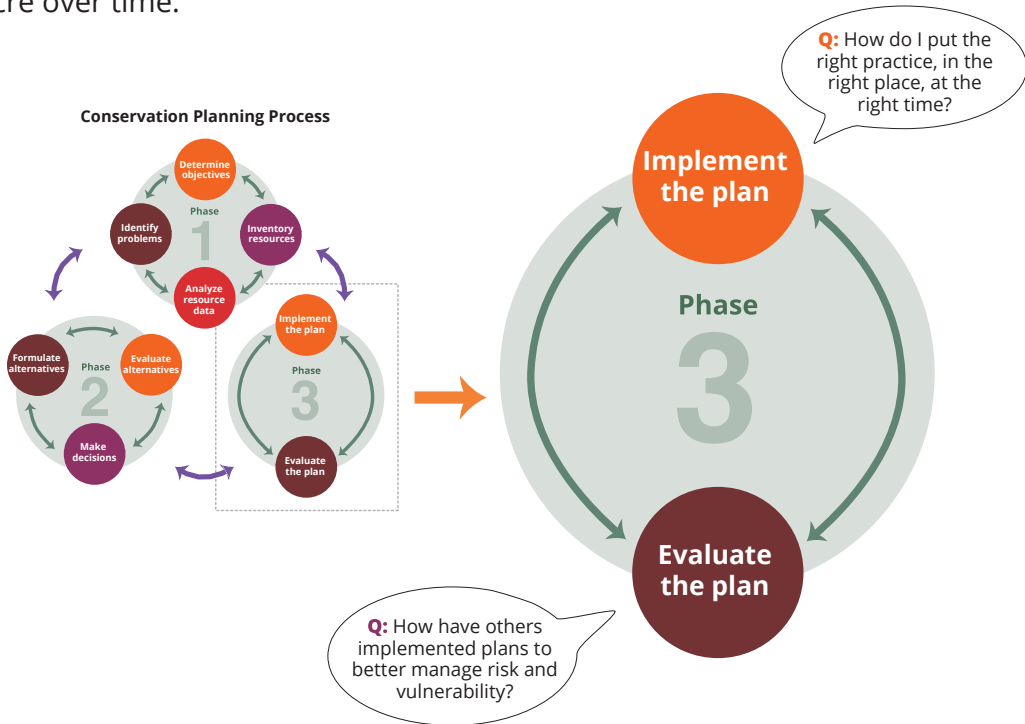 cre over time.
Conservation Planning Process
Determine
objectives
Identify
problems
Phase
1
Inventory
resources
Analyze
resource
data
Formulate
alternatives
Phase
2
Evaluate
alternatives
Make
decisions
Implement
the plan
Phase
3
Evaluate
the plan
Q: How do I put the
right practice, in the
right place, at the
right time?
Implement
the plan
Phase
3
Evaluate
the plan
Q: How have others
implemented plans to
better manage risk and
vulnerability?